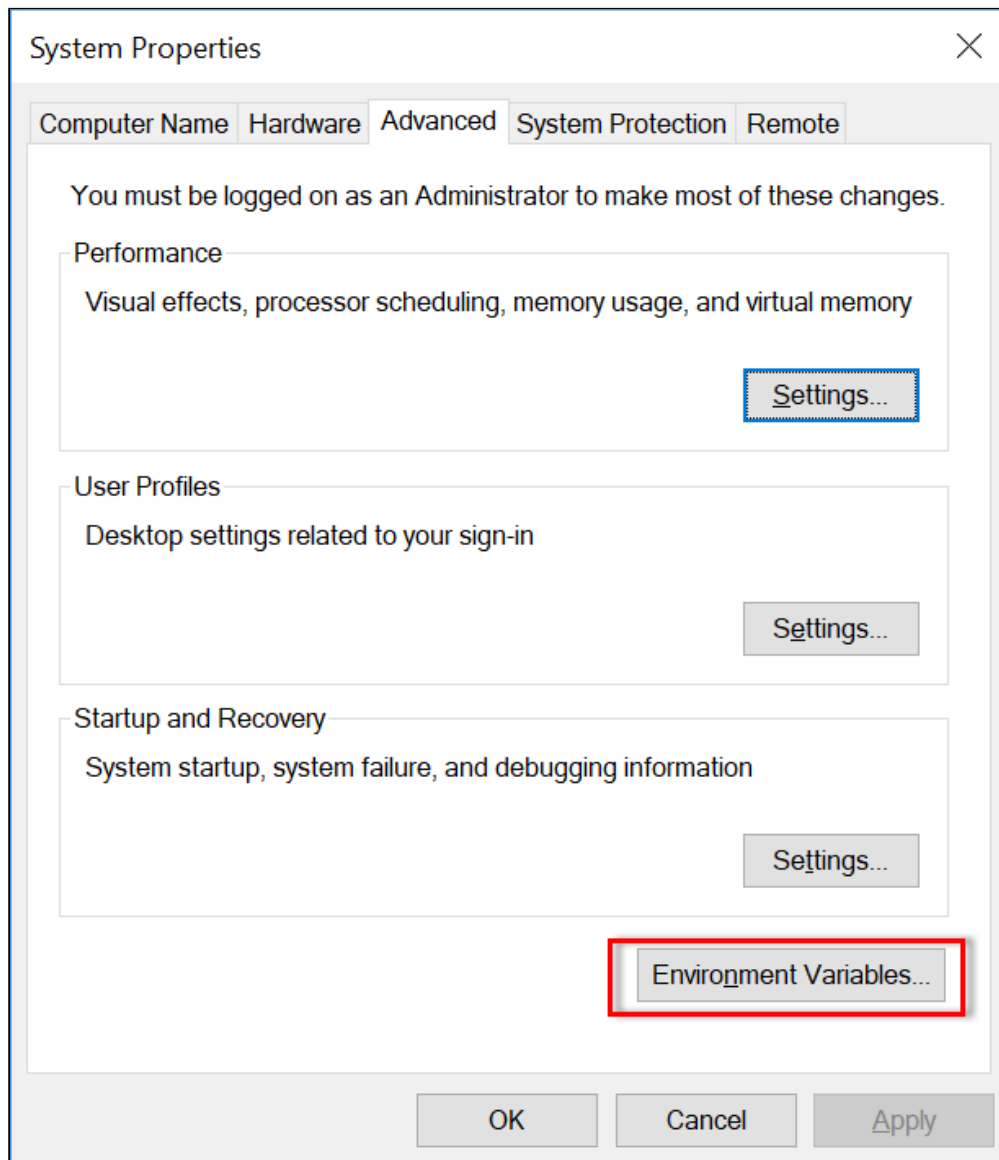 System Properties
Computer Name Hardware Advanced System Protection Remote
You must be logged on as an Administrator to make most of these changes.
Performance
Visual effects, processor scheduling, memory usage, and virtual memory
Settings...
User Profiles
Desktop settings related to your sign-in
Settings...
Startup and Recovery
System startup, system failure, and debugging information
Settings...
Environment Variables...
OK Cancel Apply